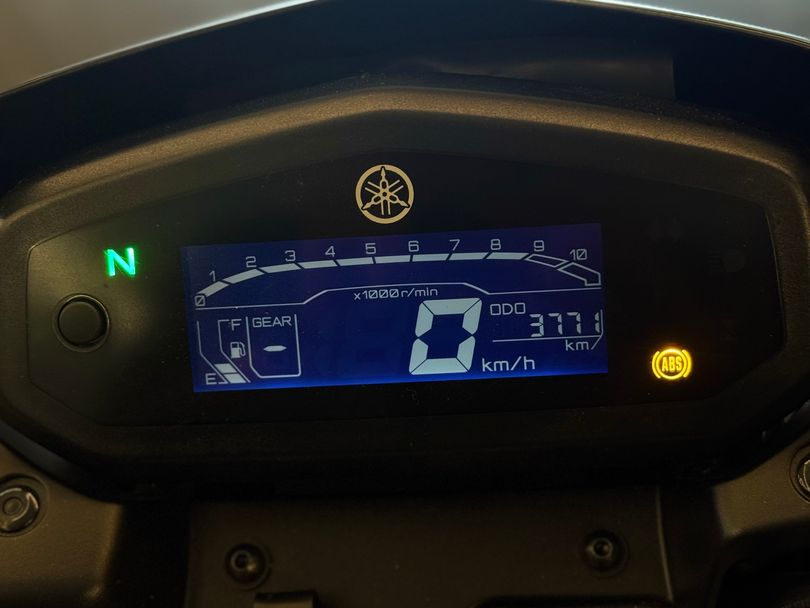 N
0 1 2 3 4 5 6 7 8 9 10
x1000r/min
F GEAR
E
0 km/h
ODO
3771
km
ABS